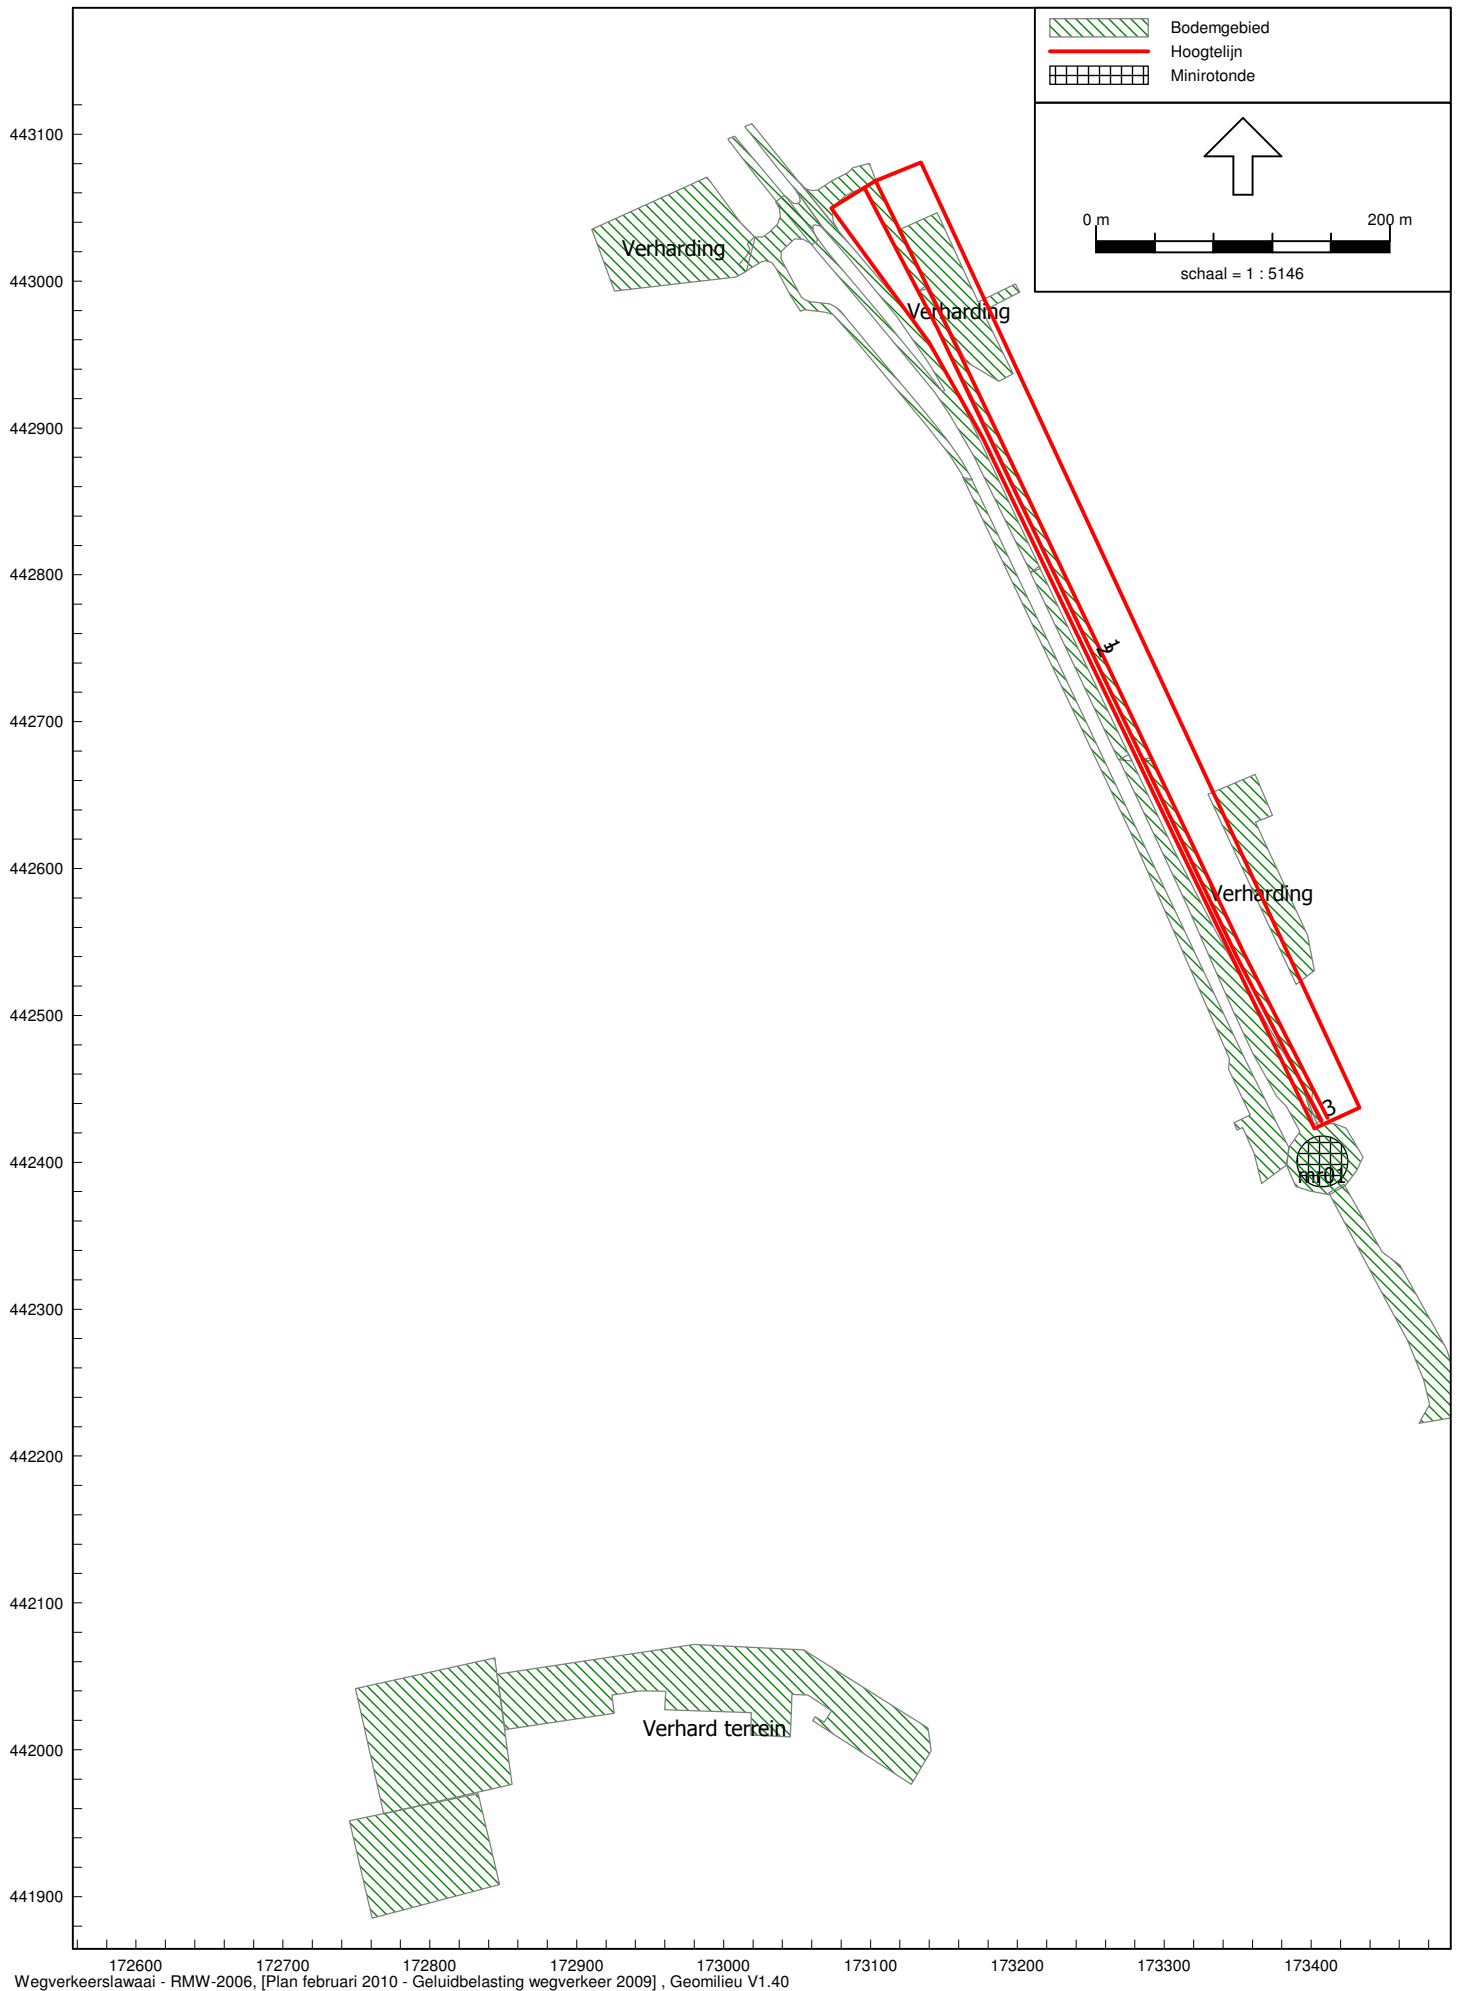 Bodemgebied
Hoogtelijn
Minirotonde
0 m 200 m
schaal = 1 : 5146
443100
443000
442900
442800
442700
442600
442500
442400
442300
442200
442100
442000
441900
Verharding
Verharding
1
2
Verharding
3
mr01
Verhard terrein
172600 172700 172800 172900 173000 173100 173200 173300 173400
Wegverkeerslawaai - RMW-2006, [Plan februari 2010 - Geluidbelasting wegverkeer 2009] , Geomilieu V1.40